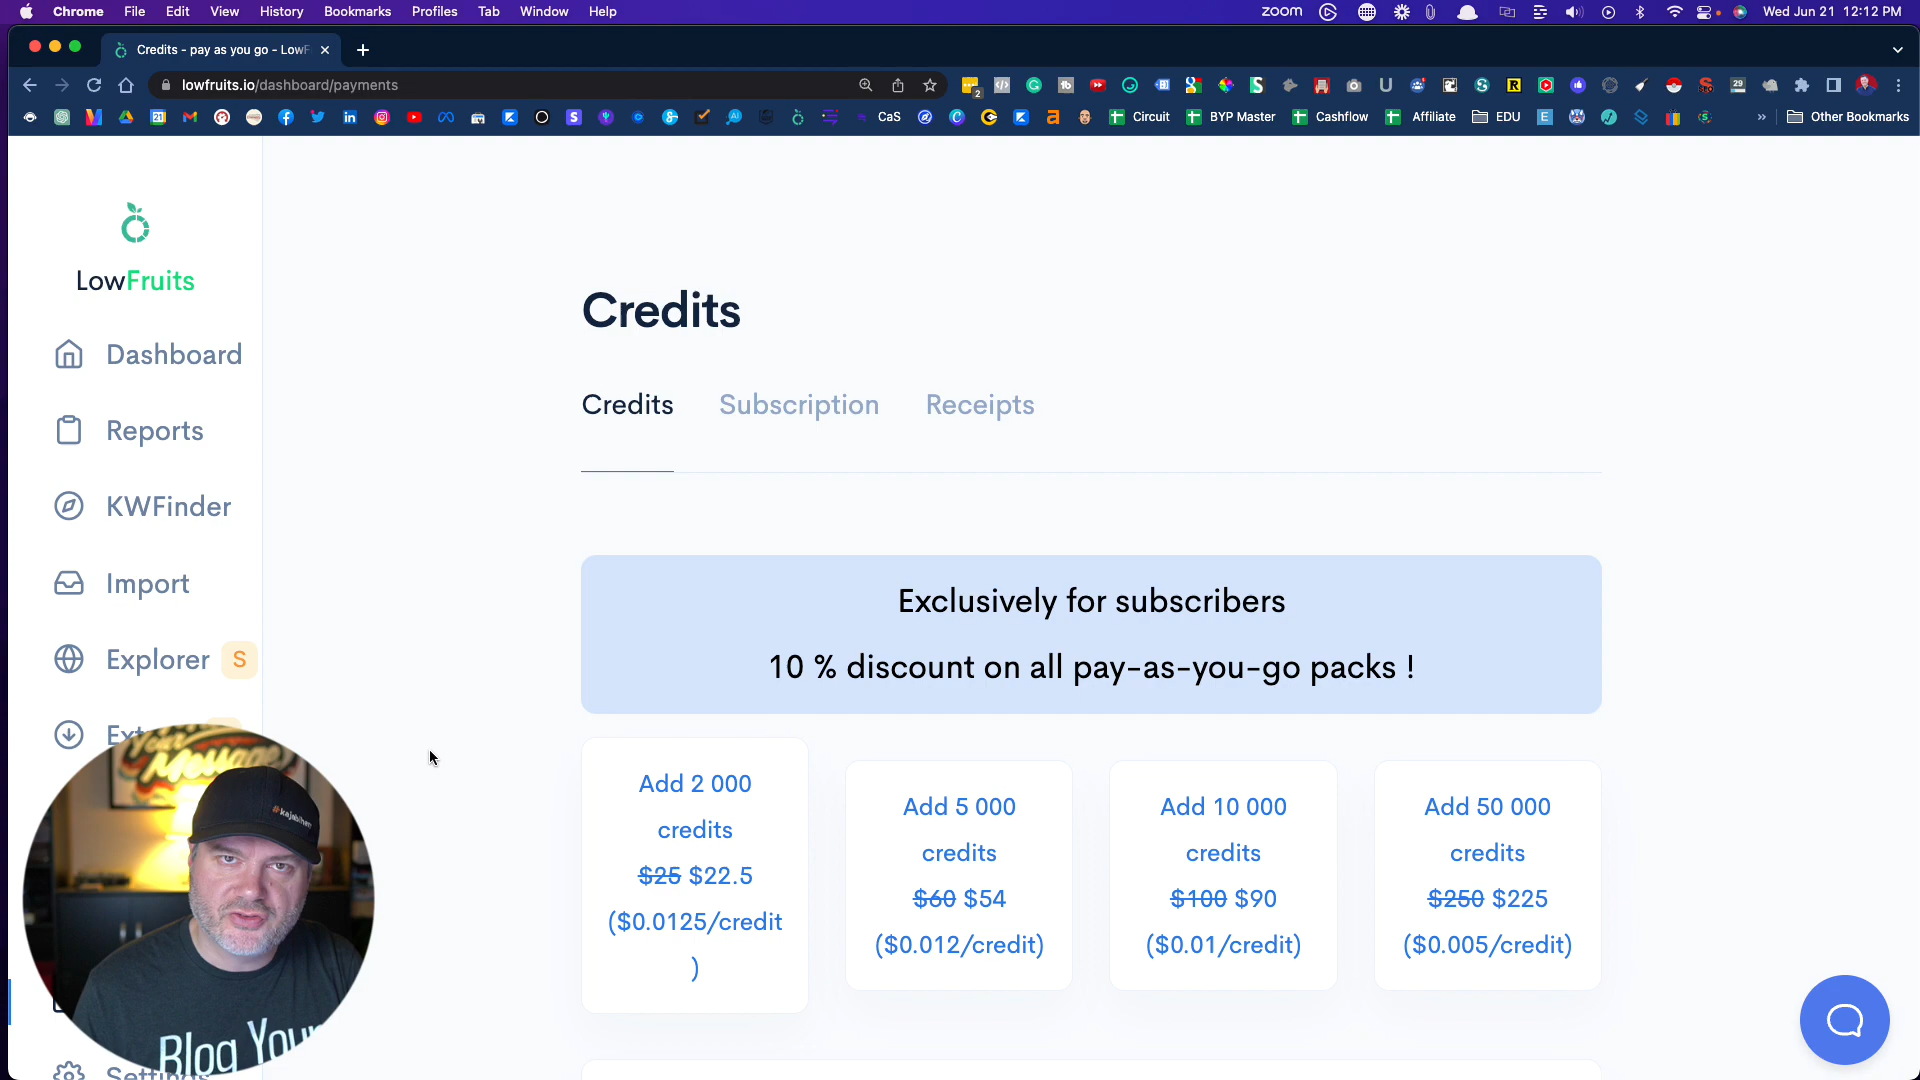 Chrome File Edit View History Bookmarks Profiles Tab Window Help
zoom Wed Jun 21 12:12 PM
Credits - pay as you go - LowF
lowfruits.io/dashboard/payments
CaS Circuit BYP Master Cashflow Affiliate EDU » Other Bookmarks
LowFruits
Dashboard
Reports
KWFinder
Import
Explorer S
Settings
Credits
Credits Subscription Receipts
Exclusively for subscribers
10 % discount on all pay-as-you-go packs !
Add 2 000
credits
$25 $22.5
($0.0125/credit
)
Add 5 000
credits
$60 $54
($0.012/credit)
Add 10 000
credits
$100 $90
($0.01/credit)
Add 50 000
credits
$250 $225
($0.005/credit)
Your
Message
#kajabihero
Blog Your